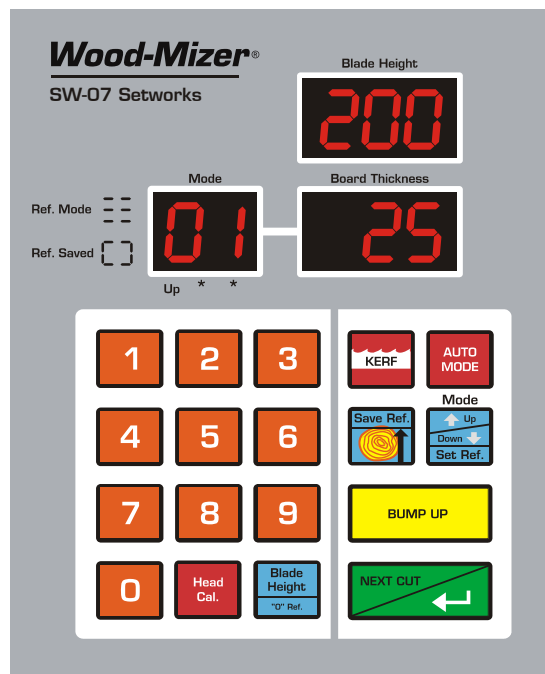 Wood-Mizer®
SW-07 Setworks
Blade Height
200
Mode
Board Thickness
Ref. Mode
01
25
Ref. Saved
Up * *
1 2 3
KERF
AUTO
MODE
Mode
4 5 6
Save Ref.
Up
Down
Set Ref.
7 8 9
BUMP UP
0
Head
Cal.
Blade
Height
"0" Ref.
NEXT CUT